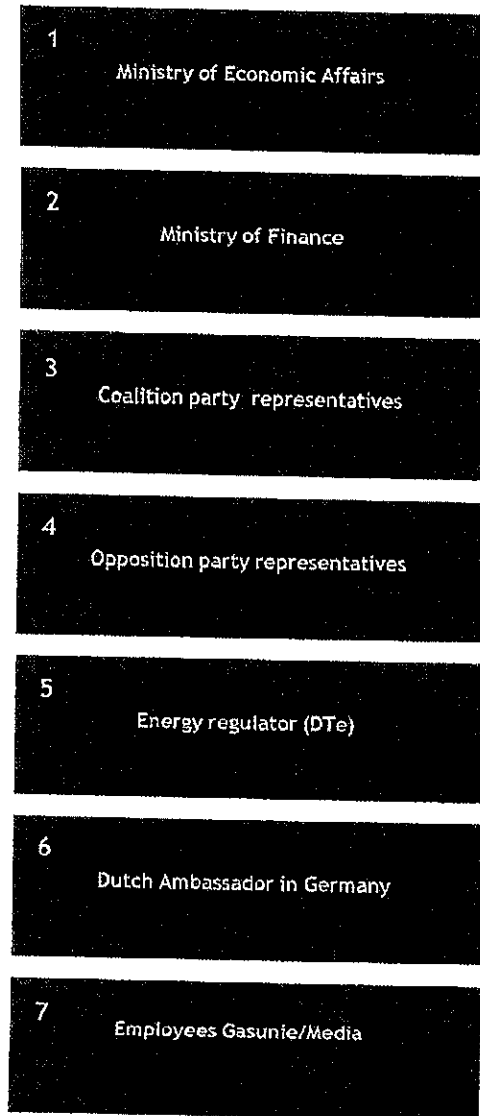 1
Ministry of Economic Affairs
2
Ministry of Finance
3
Coalition party representatives
4
Opposition party representatives
5
Energy regulator (DTe)
6
Dutch Ambassador in Germany
7
Employees Gasunie/Media